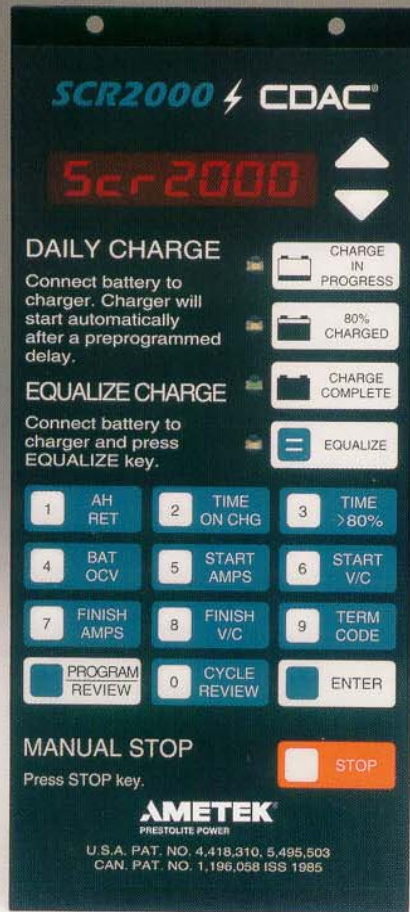 SCR2000 CDAC®
Scr2000
DAILY CHARGE
Connect battery to
charger. Charger will
start automatically
after a preprogrammed
delay.
EQUALIZE CHARGE
Connect battery to
charger and press
EQUALIZE key.
CHARGE
IN
PROGRESS
80%
CHARGED
CHARGE
COMPLETE
= EQUALIZE
1 AH
RET
2 TIME
ON CHG
3 TIME
>80%
4 BAT
OCV
5 START
AMPS
6 START
V/C
7 FINISH
AMPS
8 FINISH
V/C
9 TERM
CODE
PROGRAM
REVIEW
0 CYCLE
REVIEW
ENTER
MANUAL STOP
Press STOP key.
STOP
AMETEK®
PRESTOLITE POWER
U.S.A. PAT. NO. 4,418,310, 5,495,503
CAN. PAT. NO. 1,196,058 ISS 1985